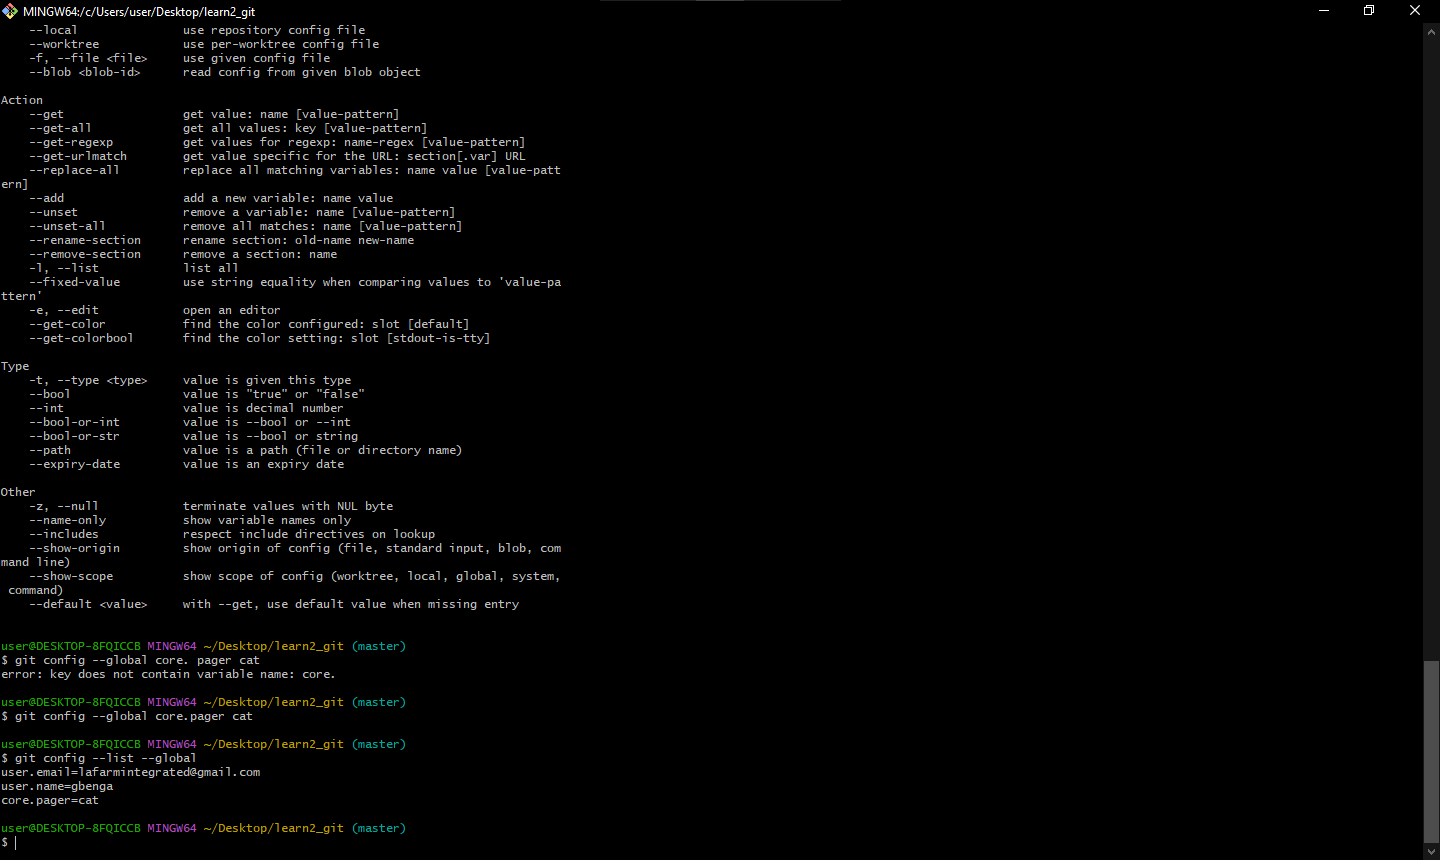 MINGW64:/c/Users/user/Desktop/learn2_git
    --local               use repository config file
    --worktree            use per-worktree config file
    -f, --file <file>     use given config file
    --blob <blob-id>      read config from given blob object
Action
    --get                 get value: name [value-pattern]
    --get-all             get all values: key [value-pattern]
    --get-regexp          get values for regexp: name-regex [value-pattern]
    --get-urlmatch        get value specific for the URL: section[.var] URL
    --replace-all         replace all matching variables: name value [value-patt
ern]
    --add                 add a new variable: name value
    --unset               remove a variable: name [value-pattern]
    --unset-all           remove all matches: name [value-pattern]
    --rename-section      rename section: old-name new-name
    --remove-section      remove a section: name
    -l, --list            list all
    --fixed-value         use string equality when comparing values to 'value-pa
ttern'
    -e, --edit            open an editor
    --get-color           find the color configured: slot [default]
    --get-colorbool       find the color setting: slot [stdout-is-tty]
Type
    -t, --type <type>     value is given this type
    --bool                value is "true" or "false"
    --int                 value is decimal number
    --bool-or-int         value is --bool or --int
    --bool-or-str         value is --bool or string
    --path                value is a path (file or directory name)
    --expiry-date         value is an expiry date
Other
    -z, --null            terminate values with NUL byte
    --name-only           show variable names only
    --includes            respect include directives on lookup
    --show-origin         show origin of config (file, standard input, blob, com
mand line)
    --show-scope          show scope of config (worktree, local, global, system,
 command)
    --default <value>     with --get, use default value when missing entry
user@DESKTOP-8FQICCB MINGW64 ~/Desktop/learn2_git (master)
$ git config --global core. pager cat
error: key does not contain variable name: core.
user@DESKTOP-8FQICCB MINGW64 ~/Desktop/learn2_git (master)
$ git config --global core.pager cat
user@DESKTOP-8FQICCB MINGW64 ~/Desktop/learn2_git (master)
$ git config --list --global
user.email=lafarmintegrated@gmail.com
user.name=gbenga
core.pager=cat
user@DESKTOP-8FQICCB MINGW64 ~/Desktop/learn2_git (master)
$